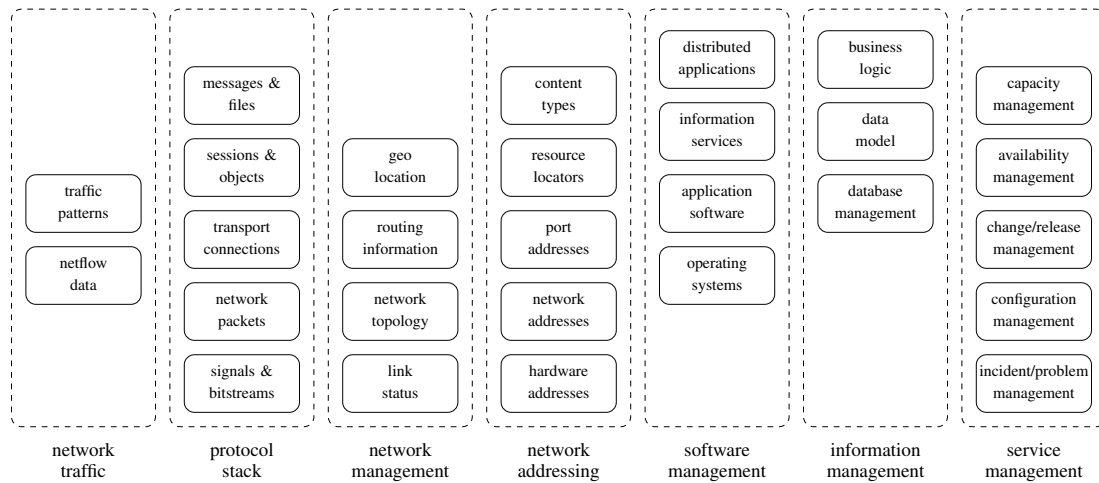 traffic
patterns
netflow
data
network
traffic
messages &
files
sessions &
objects
transport
connections
network
packets
signals &
bitstreams
protocol
stack
geo
location
routing
information
network
topology
link
status
network
management
content
types
resource
locators
port
addresses
network
addresses
hardware
addresses
network
addressing
distributed
applications
information
services
application
software
operating
systems
software
management
business
logic
data
model
database
management
information
management
capacity
management
availability
management
change/release
management
configuration
management
incident/problem
management
service
management